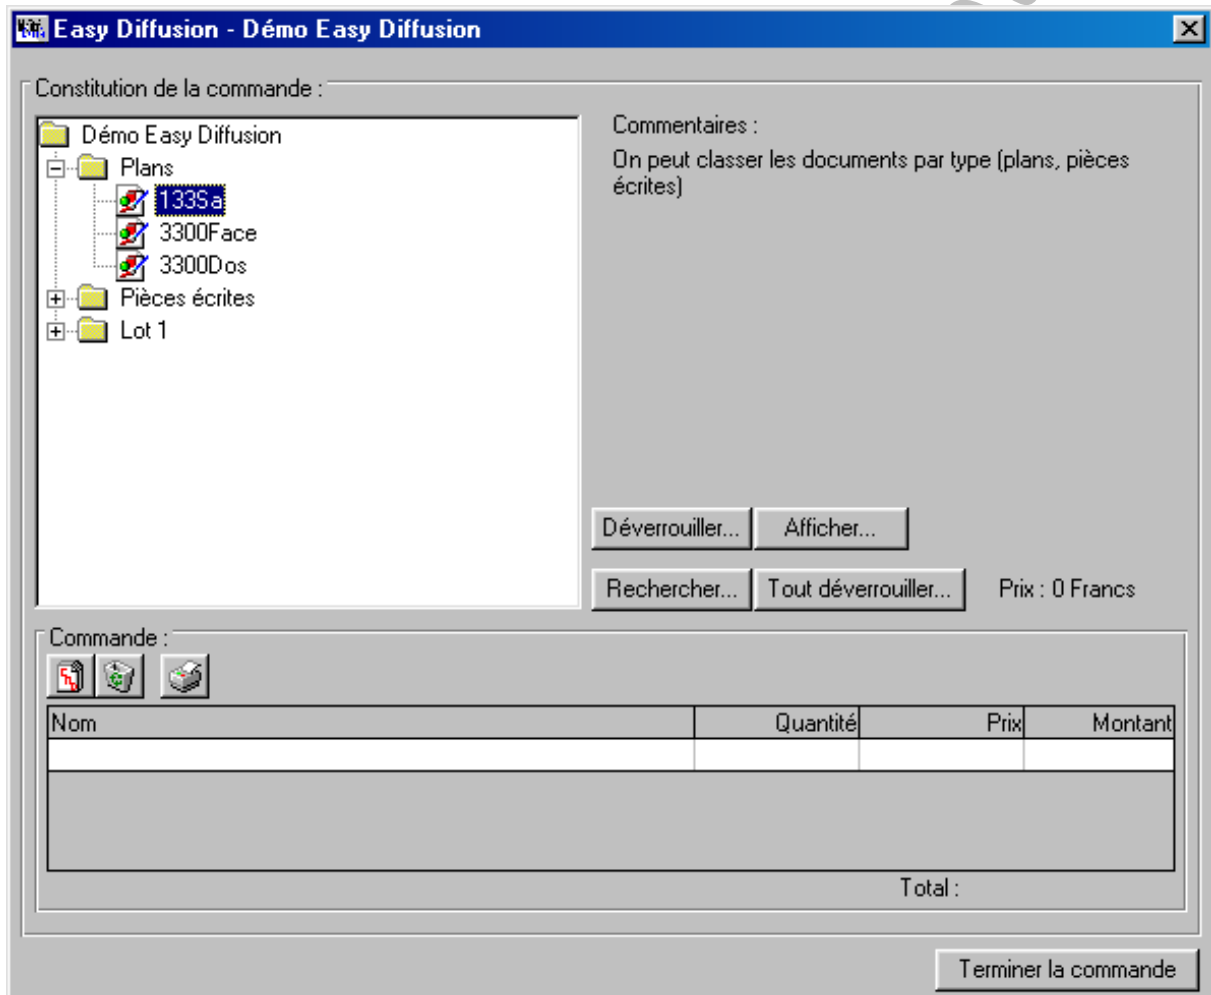 Easy Diffusion - Démo Easy Diffusion
Constitution de la commande :
Démo Easy Diffusion
Plans
133Sa
3300Face
3300Dos
Pièces écrites
Lot 1
Commentaires :
On peut classer les documents par type (plans, pièces
écrites)
Déverrouiller... Afficher...
Rechercher... Tout déverrouiller... Prix : 0 Francs
Commande :
Nom Quantité Prix Montant
Total :
Terminer la commande